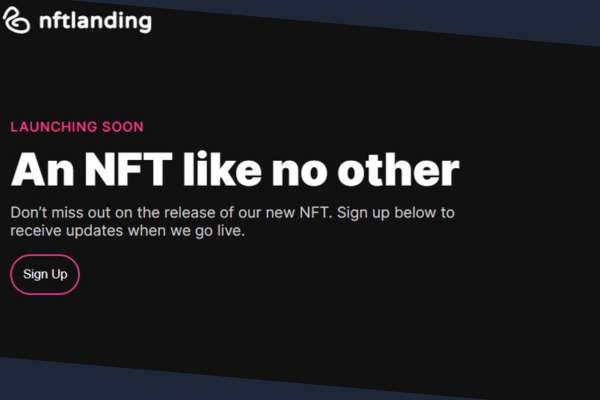 nftlanding
LAUNCHING SOON
An NFT like no other
Don’t miss out on the release of our new NFT. Sign up below to
receive updates when we go live.
Sign Up